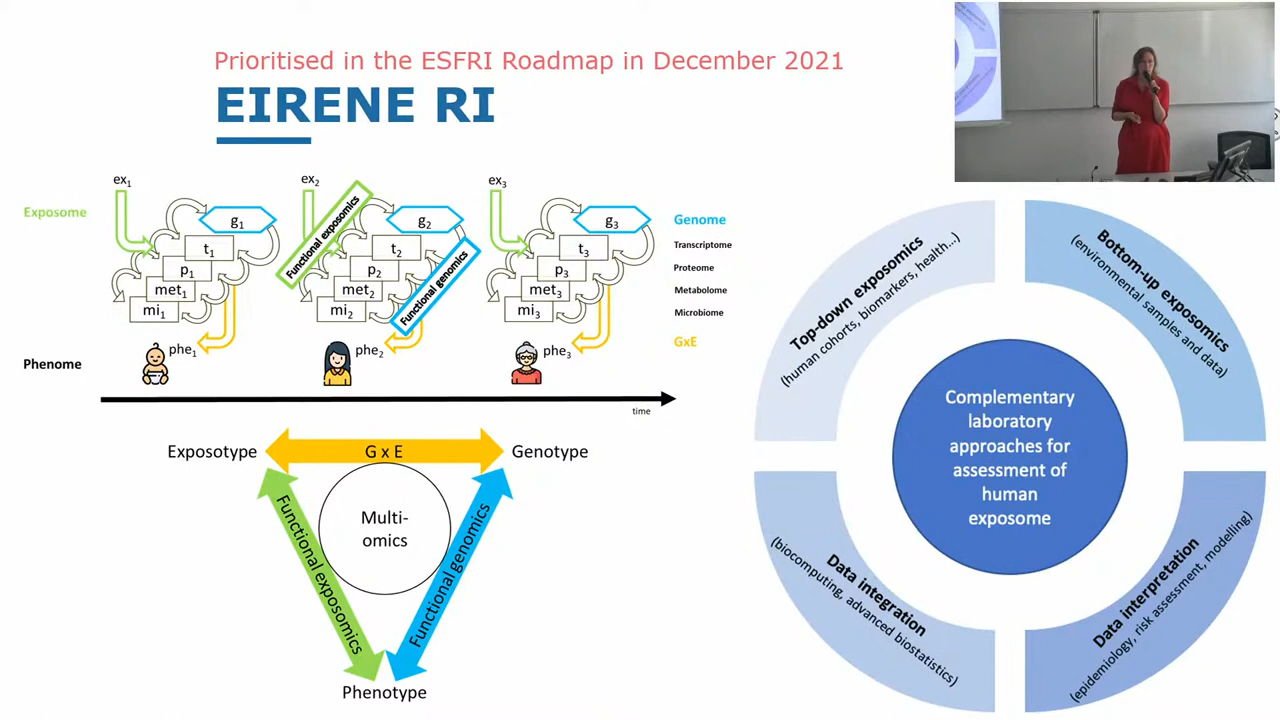 Prioritised in the ESFRI Roadmap in December 2021
EIRENE RI
Exposome
ex1
ex2
ex3
g1
g2
g3
t1
t2
t3
p1
p2
p3
met1
met2
met3
mi1
mi2
mi3
Functional exposomics
Functional genomics
phe1
phe2
phe3
Genome
Transcriptome
Proteome
Metabolome
Microbiome
GxE
Phenome
time
Exposotype
G x E
Genotype
Multi-
omics
Functional exposomics
Functional genomics
Phenotype
Top-down exposomics
(human cohorts, biomarkers, health...)
Bottom-up exposomics
(environmental samples and data)
Complementary
laboratory
approaches for
assessment of
human
exposome
Data integration
(biocomputing, advanced biostatistics)
Data interpretation
(epidemiology, risk assessment, modelling)